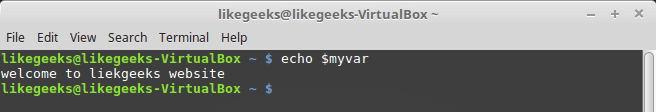 likegeeks@likegeeks-VirtualBox ~
File Edit View Search Terminal Help
likegeeks@likegeeks-VirtualBox ~ $ echo $myvar
welcome to liekgeeks website
likegeeks@likegeeks-VirtualBox ~ $